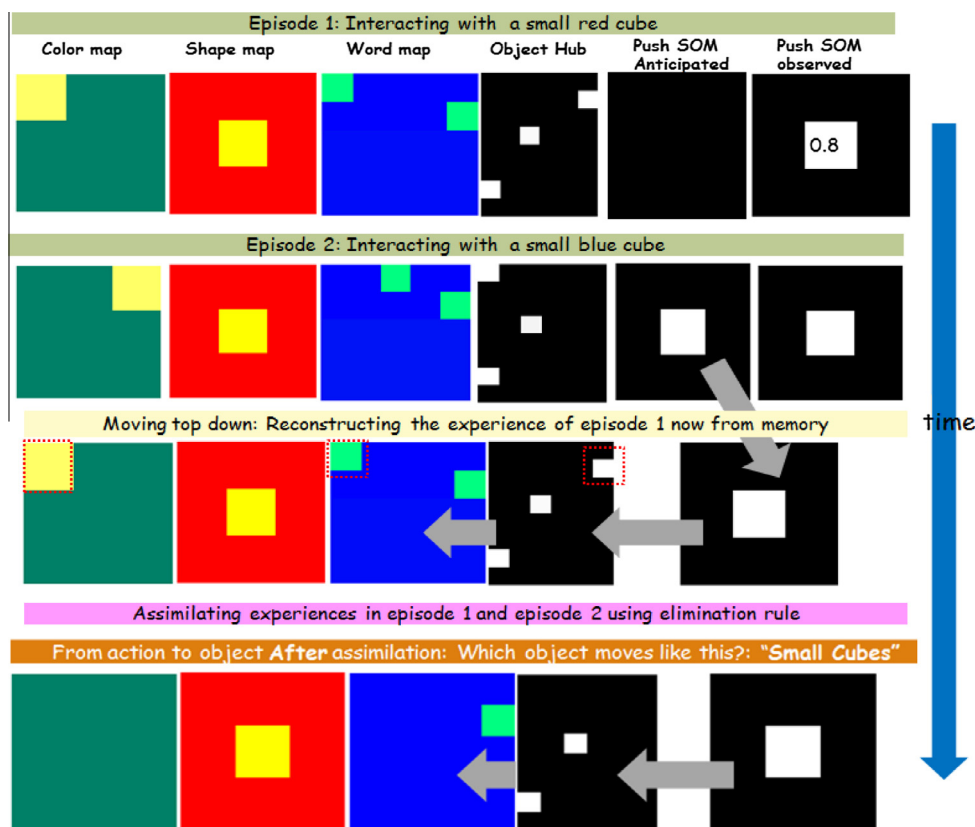 Episode 1: Interacting with a small red cube
Color map
Shape map
Word map
Object Hub
Push SOM
Anticipated
Push SOM
observed
0.8
Episode 2: Interacting with a small blue cube
Moving top down: Reconstructing the experience of episode 1 now from memory
time
Assimilating experiences in episode 1 and episode 2 using elimination rule
From action to object After assimilation: Which object moves like this?: “Small Cubes”